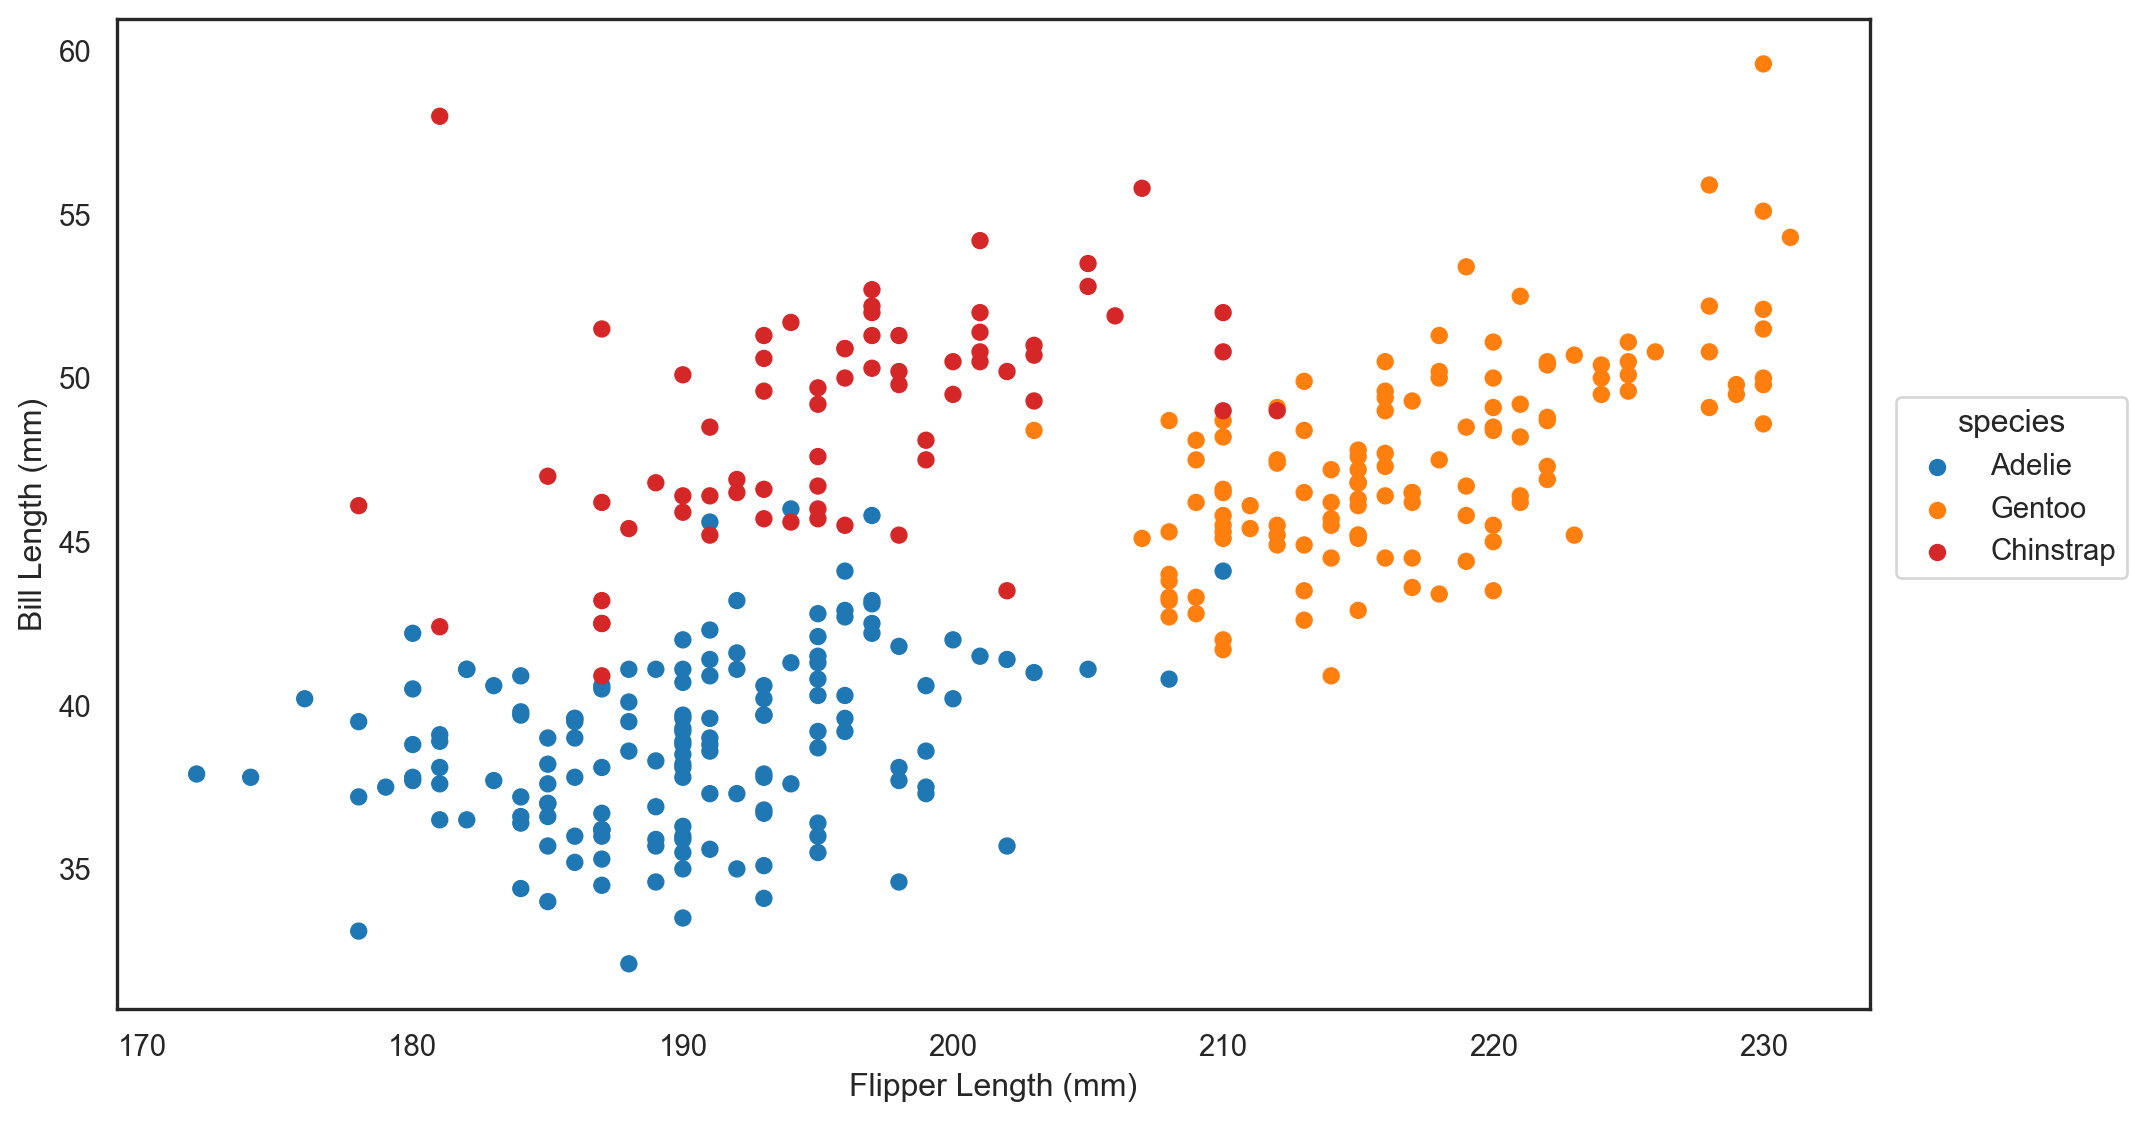 60
55
50
45
40
35
Bill Length (mm)
170 180 190 200 210 220 230
Flipper Length (mm)
species
Adelie
Gentoo
Chinstrap